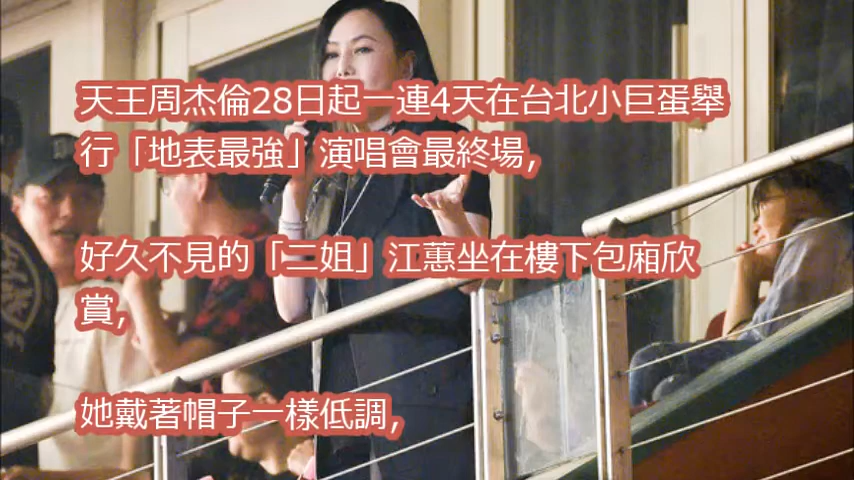 天王周杰倫28日起一連4天在台北小巨蛋舉
行「地表最強」演唱會最終場，
好久不見的「二姐」江蕙坐在樓下包廂欣
賞，
她戴著帽子一樣低調，